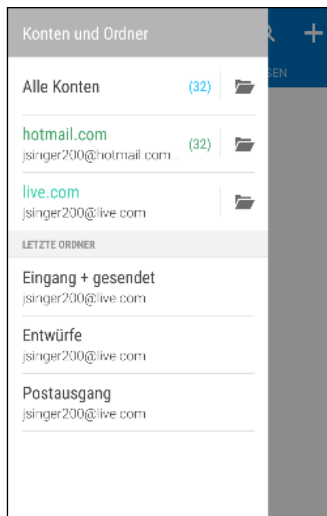 Konten und Ordner
SEN
Alle Konten (32)
hotmail.com (32)
jsinger200@hotmail.com...
live.com
jsinger200@live.com
LETZTE ORDNER
Eingang + gesendet
jsinger200@live.com
Entwürfe
jsinger200@live.com
Postausgang
jsinger200@live.com